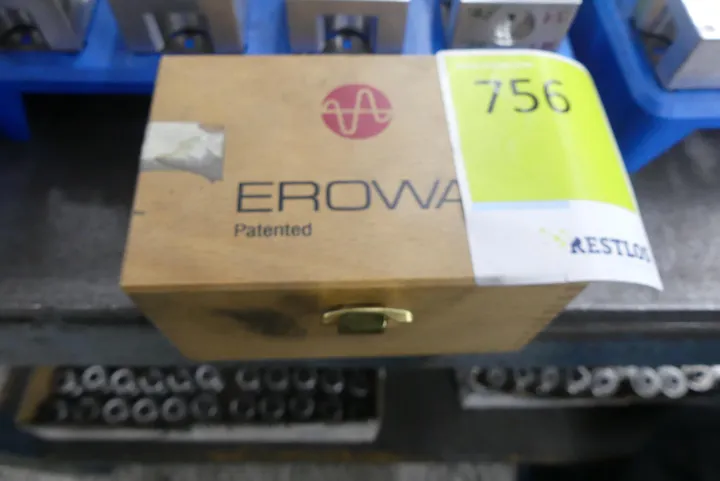 756
EROWA
Patented
RESTLOS